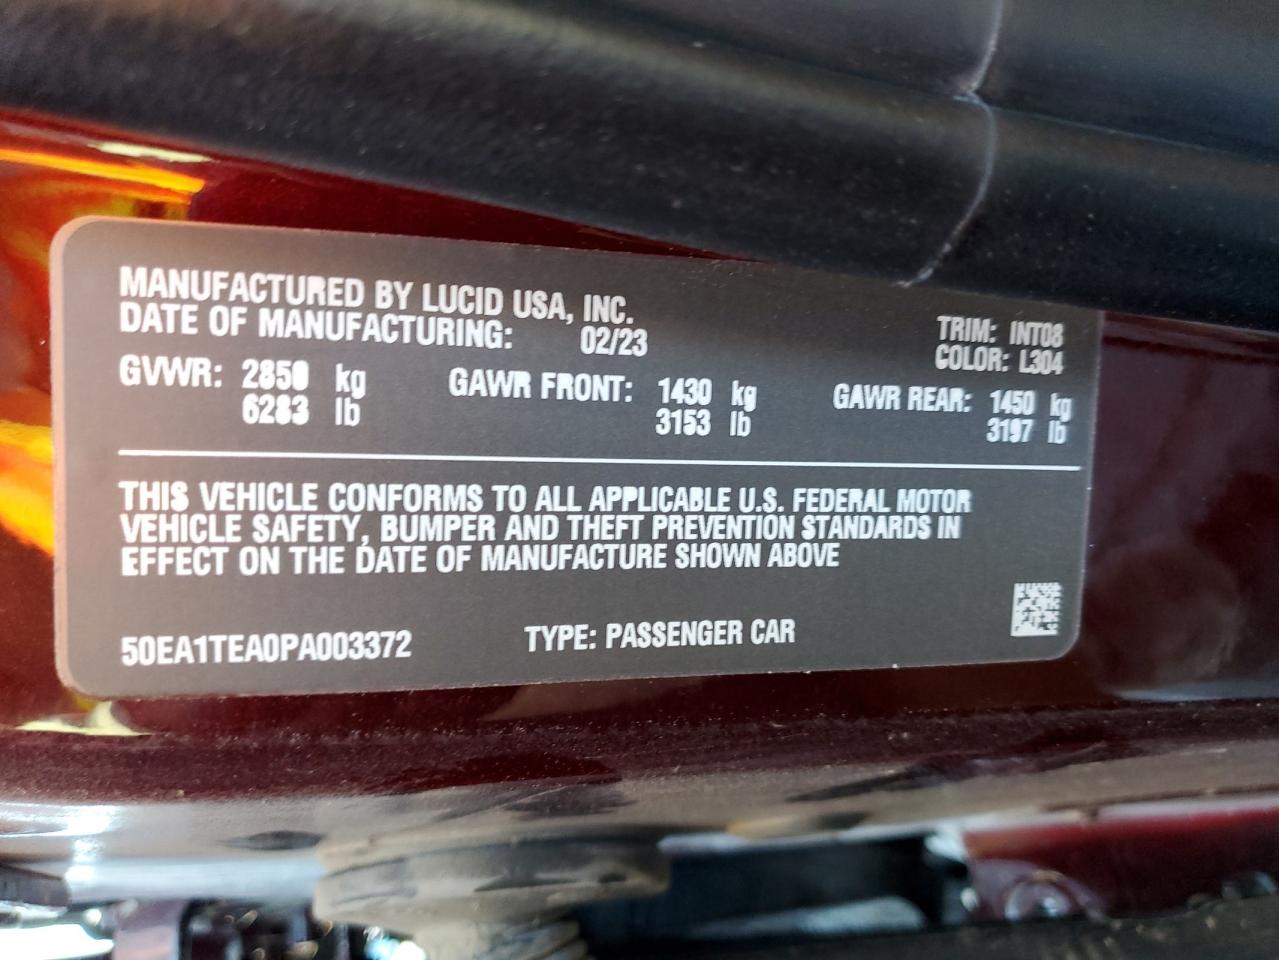 MANUFACTURED BY LUCID USA, INC.
DATE OF MANUFACTURING: 02/23
TRIM: INT08
COLOR: L304
GVWR: 2850 kg GAWR FRONT: 1430 kg GAWR REAR: 1450 kg
6283 lb 3153 lb 3197 lb
THIS VEHICLE CONFORMS TO ALL APPLICABLE U.S. FEDERAL MOTOR
VEHICLE SAFETY, BUMPER AND THEFT PREVENTION STANDARDS IN
EFFECT ON THE DATE OF MANUFACTURE SHOWN ABOVE
50EA1TEA0PA003372 TYPE: PASSENGER CAR